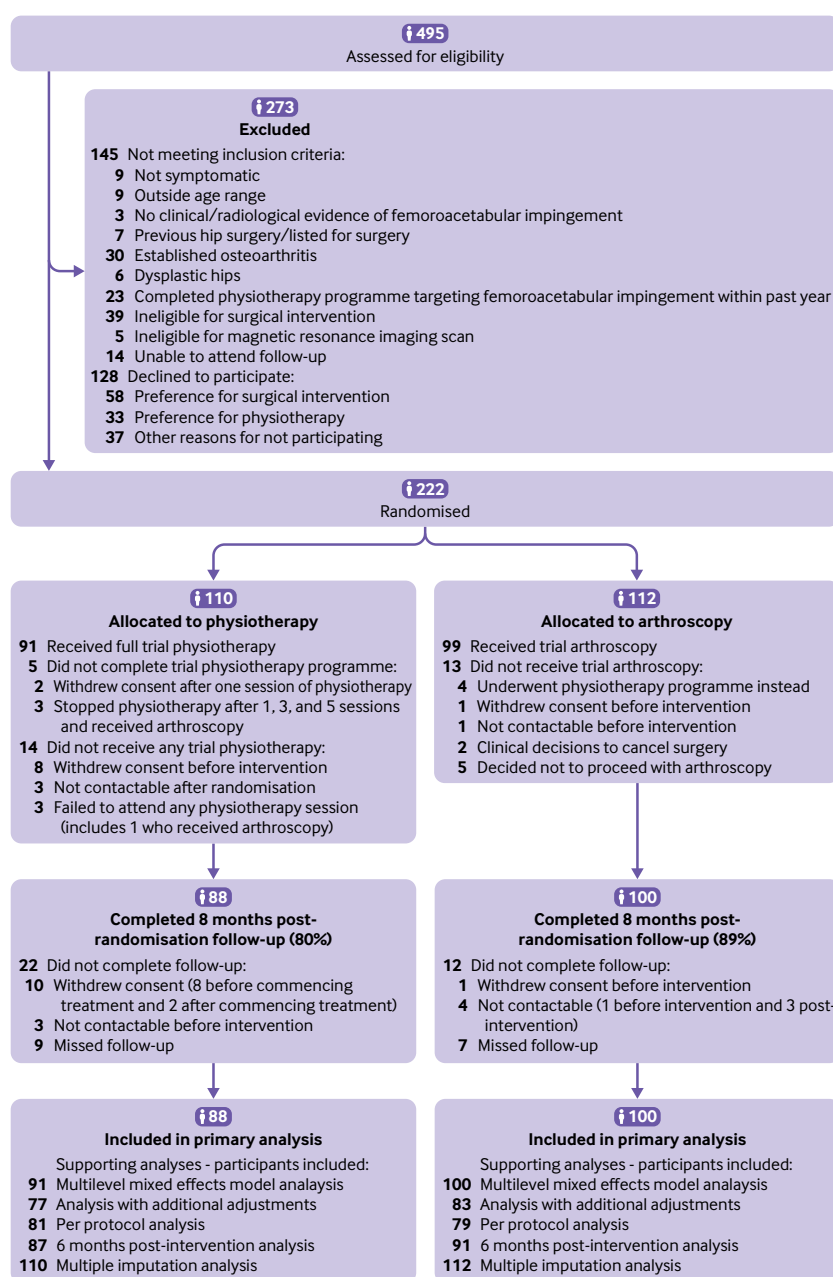 495
Assessed for eligibility
273
Excluded
145 Not meeting inclusion criteria:
9 Not symptomatic
9 Outside age range
3 No clinical/radiological evidence of femoroacetabular impingement
7 Previous hip surgery/listed for surgery
30 Established osteoarthritis
6 Dysplastic hips
23 Completed physiotherapy programme targeting femoroacetabular impingement within past year
39 Ineligible for surgical intervention
5 Ineligible for magnetic resonance imaging scan
14 Unable to attend follow-up
128 Declined to participate:
58 Preference for surgical intervention
33 Preference for physiotherapy
37 Other reasons for not participating
222
Randomised
110
Allocated to physiotherapy
91 Received full trial physiotherapy
5 Did not complete trial physiotherapy programme:
2 Withdrew consent after one session of physiotherapy
3 Stopped physiotherapy after 1, 3, and 5 sessions
and received arthroscopy
14 Did not receive any trial physiotherapy:
8 Withdrew consent before intervention
3 Not contactable after randomisation
3 Failed to attend any physiotherapy session
(includes 1 who received arthroscopy)
112
Allocated to arthroscopy
99 Received trial arthroscopy
13 Did not receive trial arthroscopy:
4 Underwent physiotherapy programme instead
1 Withdrew consent before intervention
1 Not contactable before intervention
2 Clinical decisions to cancel surgery
5 Decided not to proceed with arthroscopy
88
Completed 8 months post-
randomisation follow-up (80%)
22 Did not complete follow-up:
10 Withdrew consent (8 before commencing
treatment and 2 after commencing treatment)
3 Not contactable before intervention
9 Missed follow-up
100
Completed 8 months post-
randomisation follow-up (89%)
12 Did not complete follow-up:
1 Withdrew consent before intervention
4 Not contactable (1 before intervention and 3 post-
intervention)
7 Missed follow-up
88
Included in primary analysis
Supporting analyses - participants included:
91 Multilevel mixed effects model analaysis
77 Analysis with additional adjustments
81 Per protocol analysis
87 6 months post-intervention analysis
110 Multiple imputation analysis
100
Included in primary analysis
Supporting analyses - participants included:
100 Multilevel mixed effects model analaysis
83 Analysis with additional adjustments
79 Per protocol analysis
91 6 months post-intervention analysis
112 Multiple imputation analysis